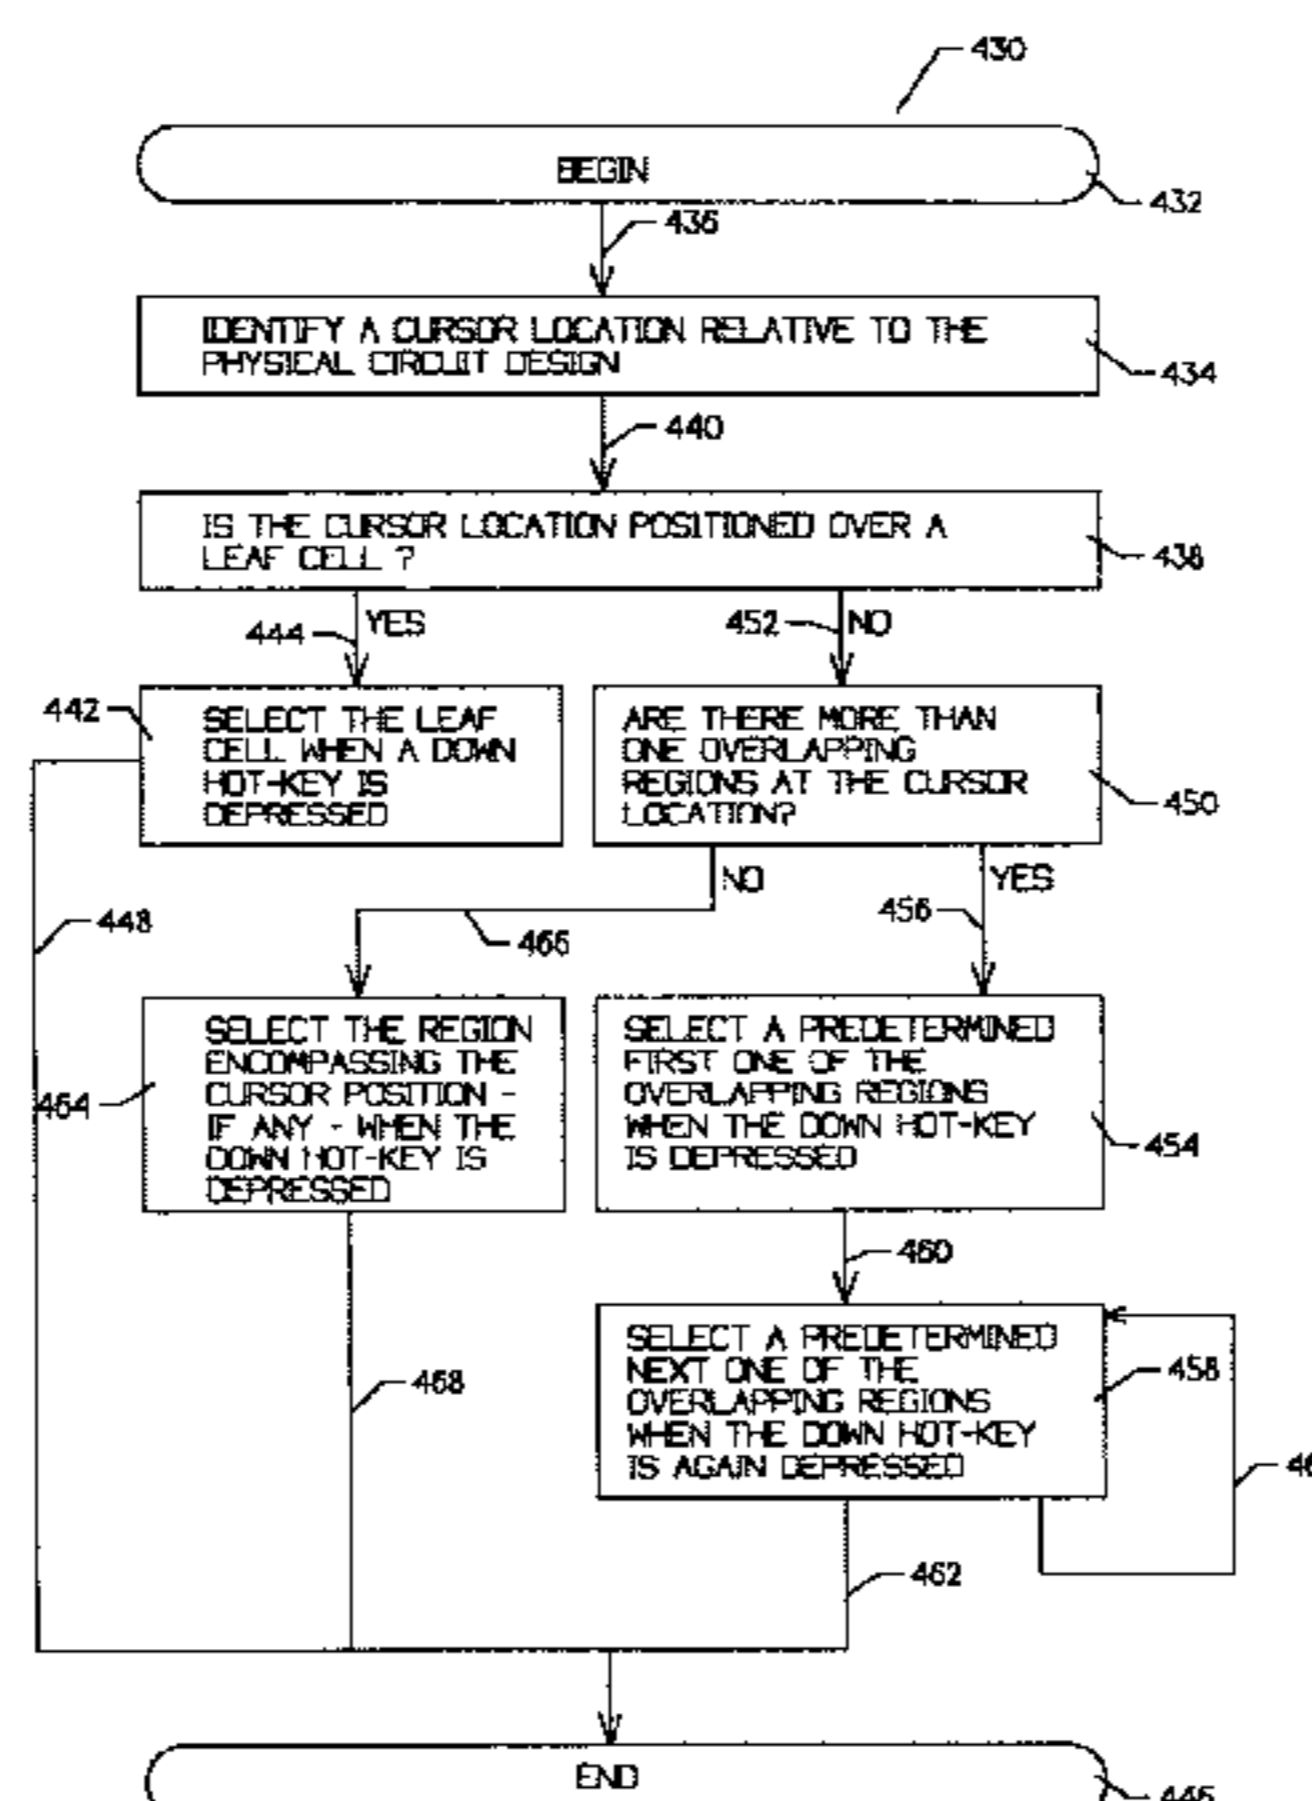 430
BEGIN
432
436
IDENTIFY A CURSOR LOCATION RELATIVE TO THE
PHYSICAL CIRCUIT DESIGN
434
440
IS THE CURSOR LOCATION POSITIONED OVER A
LEAF CELL ?
438
444
YES
452
NO
442
SELECT THE LEAF
CELL WHEN A DOWN
HOT-KEY IS
DEPRESSED
ARE THERE MORE THAN
ONE OVERLAPPING
REGIONS AT THE CURSOR
LOCATION?
450
NO
YES
448
466
456
464
SELECT THE REGION
ENCOMPASSING THE
CURSOR POSITION -
IF ANY - WHEN THE
DOWN HOT-KEY IS
DEPRESSED
SELECT A PREDETERMINED
FIRST ONE OF THE
OVERLAPPING REGIONS
WHEN THE DOWN HOT-KEY
IS DEPRESSED
454
460
SELECT A PREDETERMINED
NEXT ONE OF THE
OVERLAPPING REGIONS
WHEN THE DOWN HOT-KEY
IS AGAIN DEPRESSED
458
468
462
END
446